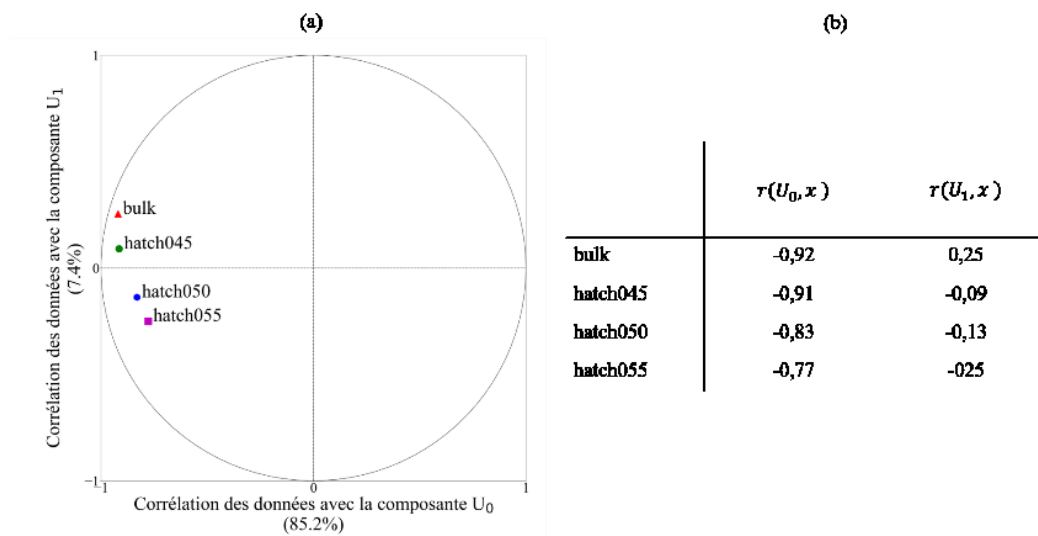 (a)
1
0
−1
−1
0
1
Corrélation des données avec la composante U1
(7.4%)
bulk
hatch045
hatch050
hatch055
Corrélation des données avec la composante U0
(85.2%)
(b)
r(U0, x) r(U1, x)
bulk -0,92 0,25
hatch045 -0,91 -0,09
hatch050 -0,83 -0,13
hatch055 -0,77 -025